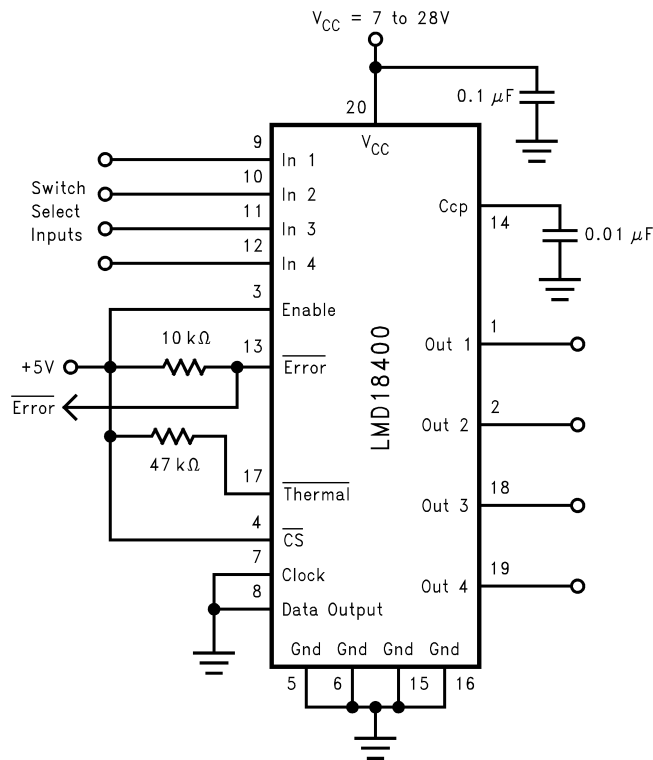 V_CC = 7 to 28V
0.1 μF
20
V_CC
9
In 1
10
In 2
11
In 3
12
In 4
Switch
Select
Inputs
Ccp
14
0.01 μF
3
Enable
10 kΩ
13
Error
+5V
Error
47 kΩ
17
Thermal
4
CS
7
Clock
8
Data Output
LMD18400
1
Out 1
2
Out 2
18
Out 3
19
Out 4
Gnd Gnd Gnd Gnd
5 6 15 16